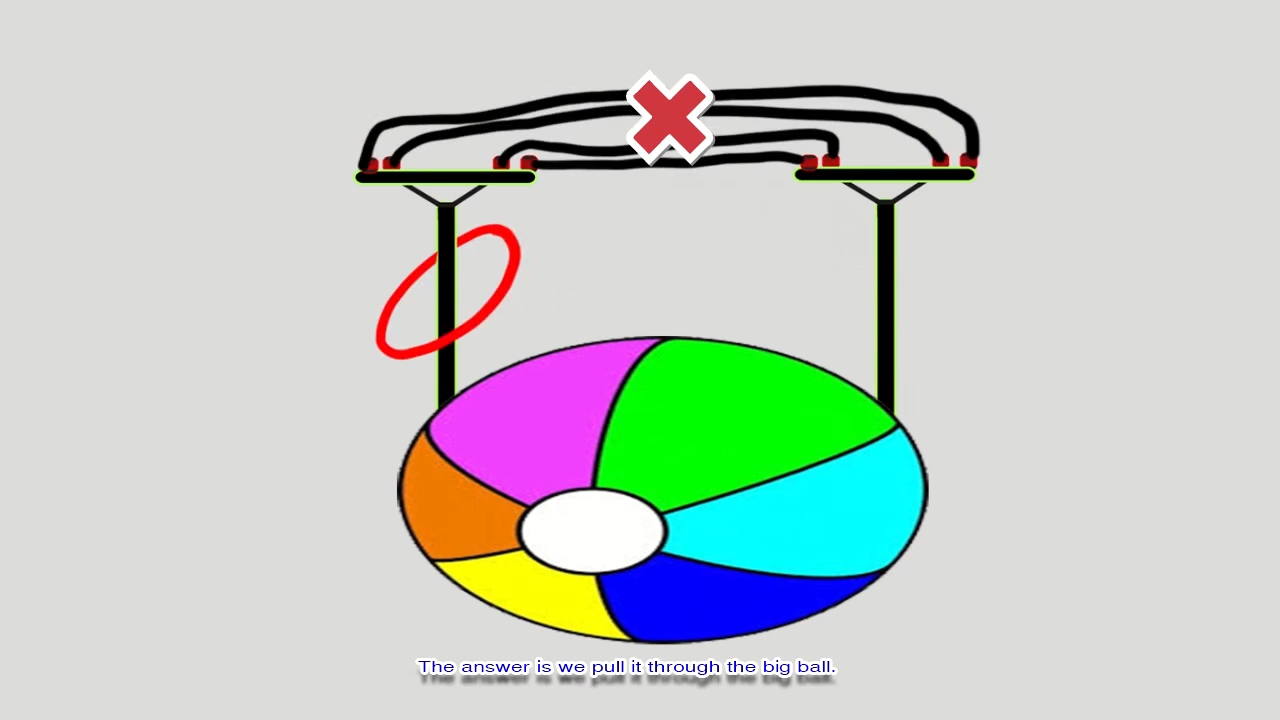 The answer is we pull it through the big ball.